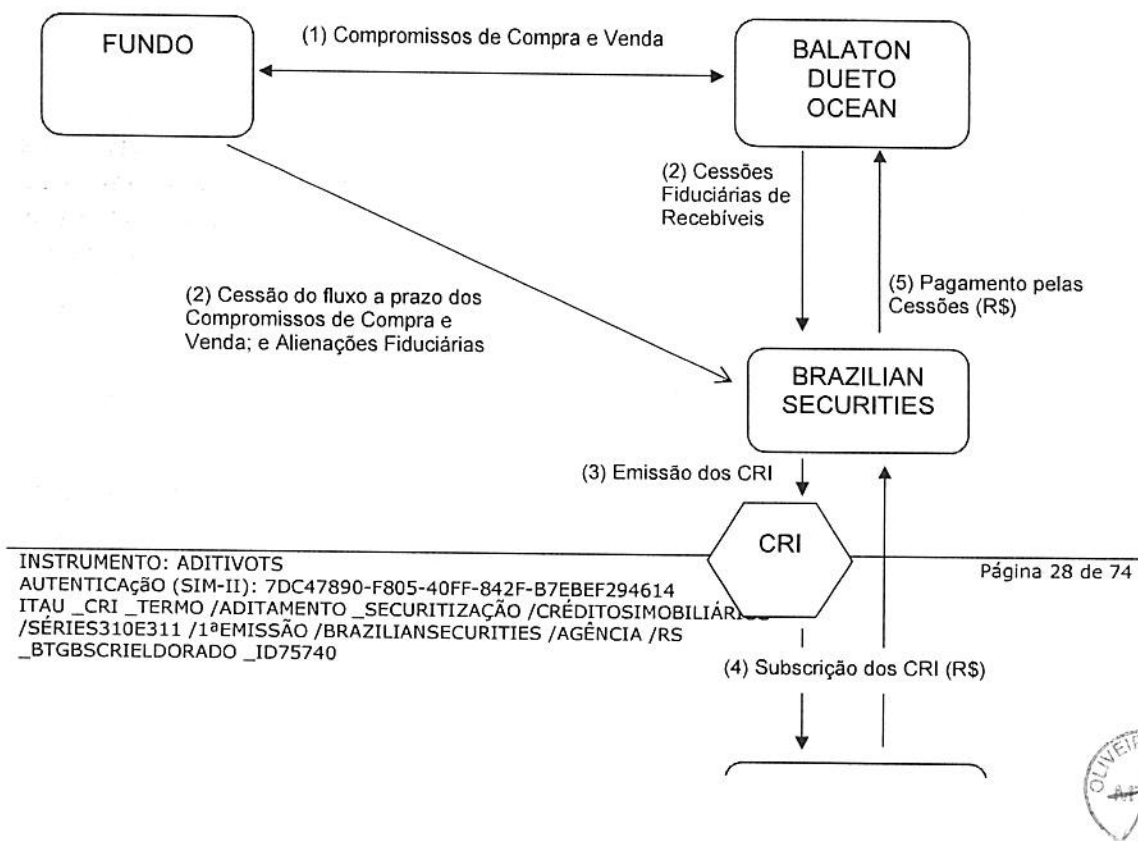 FUNDO
(1) Compromissos de Compra e Venda
BALATON
DUETO
OCEAN
(2) Cessões
Fiduciárias de
Recebíveis
(5) Pagamento pelas
Cessões (R$)
(2) Cessão do fluxo a prazo dos
Compromissos de Compra e
Venda; e Alienações Fiduciárias
BRAZILIAN
SECURITIES
(3) Emissão dos CRI
CRI
INSTRUMENTO: ADITIVOTS
Página 28 de 74
AUTENTICAçãO (SIM-II): 7DC47890-F805-40FF-842F-B7EBEF294614
ITAU _CRI _TERMO /ADITAMENTO _SECURITIZAÇÃO
/SÉRIES310E311 /1ªEMISSÃO /BRAZILIANSECURITIES /AGÊNCIA /RS
_BTGBSCRIELDORADO _ID75740
(4) Subscrição dos CRI (R$)